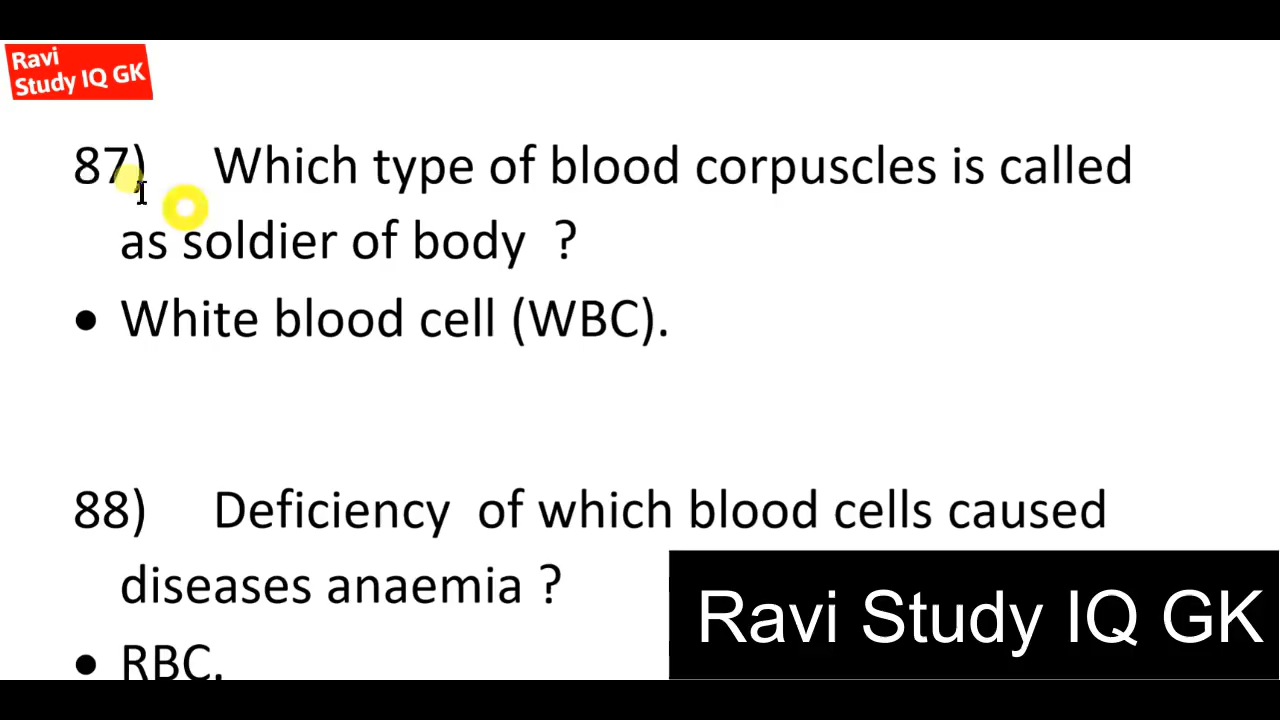 Ravi
Study IQ GK
87) Which type of blood corpuscles is called
as soldier of body ?
• White blood cell (WBC).
88) Deficiency of which blood cells caused
diseases anaemia ?
• RBC.
Ravi Study IQ GK